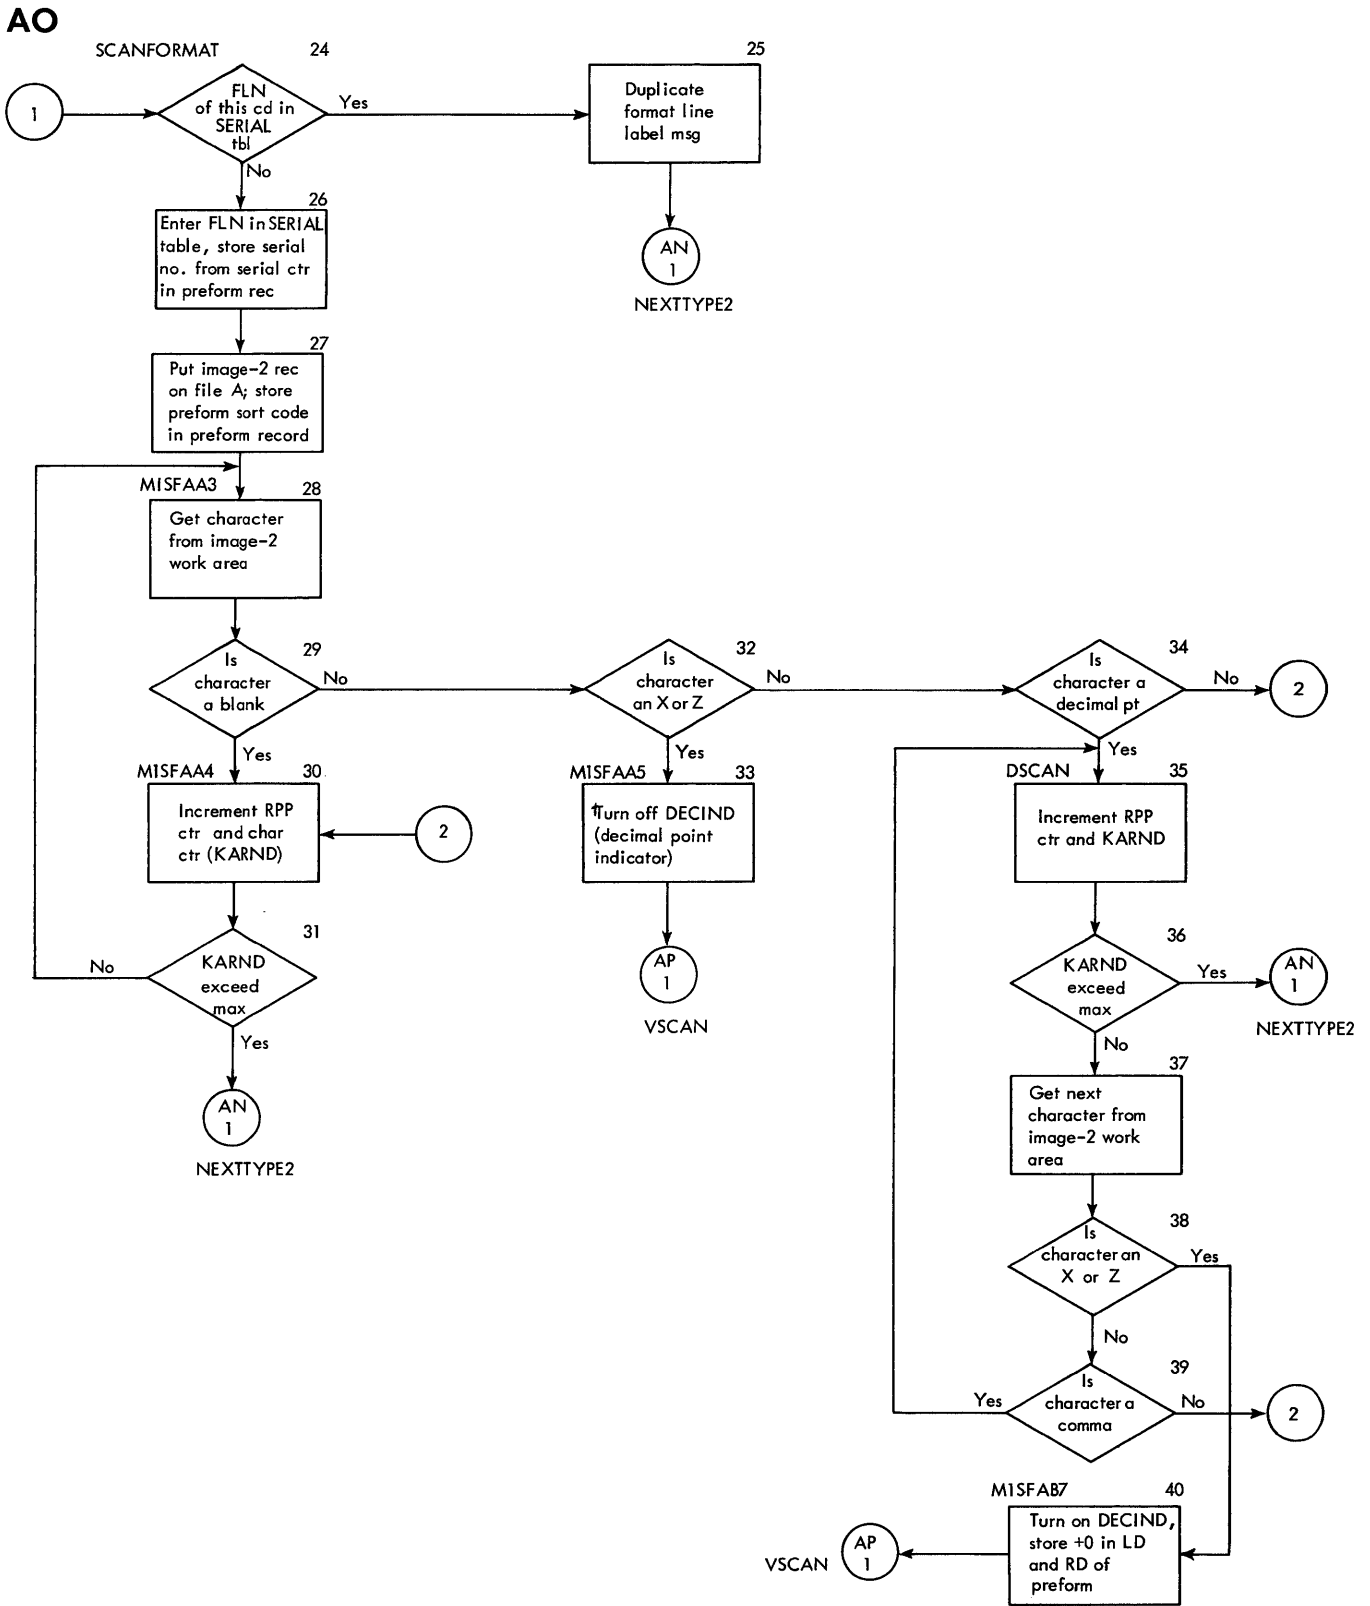 AO
SCANFORMAT
24
1
FLN
of this cd in
SERIAL
tbl
Yes
No
25
Duplicate
format line
label msg
AN
1
NEXTTYPE2
26
Enter FLN in SERIAL
table, store serial
no. from serial ctr
in preform rec
27
Put image-2 rec
on file A; store
preform sort code
in preform record
M1SFAA3
28
Get character
from image-2
work area
29
Is
character
a blank
No
Yes
32
Is
character
an X or Z
No
Yes
34
Is
character a
decimal pt
No
2
Yes
M1SFAA4
30
Increment RPP
ctr and char
ctr (KARND)
2
M1SFAA5
33
Turn off DECIND
(decimal point
indicator)
AP
1
VSCAN
DSCAN
35
Increment RPP
ctr and KARND
31
KARND
exceed
max
No
Yes
AN
1
NEXTTYPE2
36
KARND
exceed
max
Yes
AN
1
NEXTTYPE2
No
37
Get next
character from
image-2 work
area
38
Is
character an
X or Z
Yes
No
39
Is
character a
comma
Yes
No
2
M1SFAB7
40
Turn on DECIND,
store +0 in LD
and RD of
preform
AP
1
VSCAN